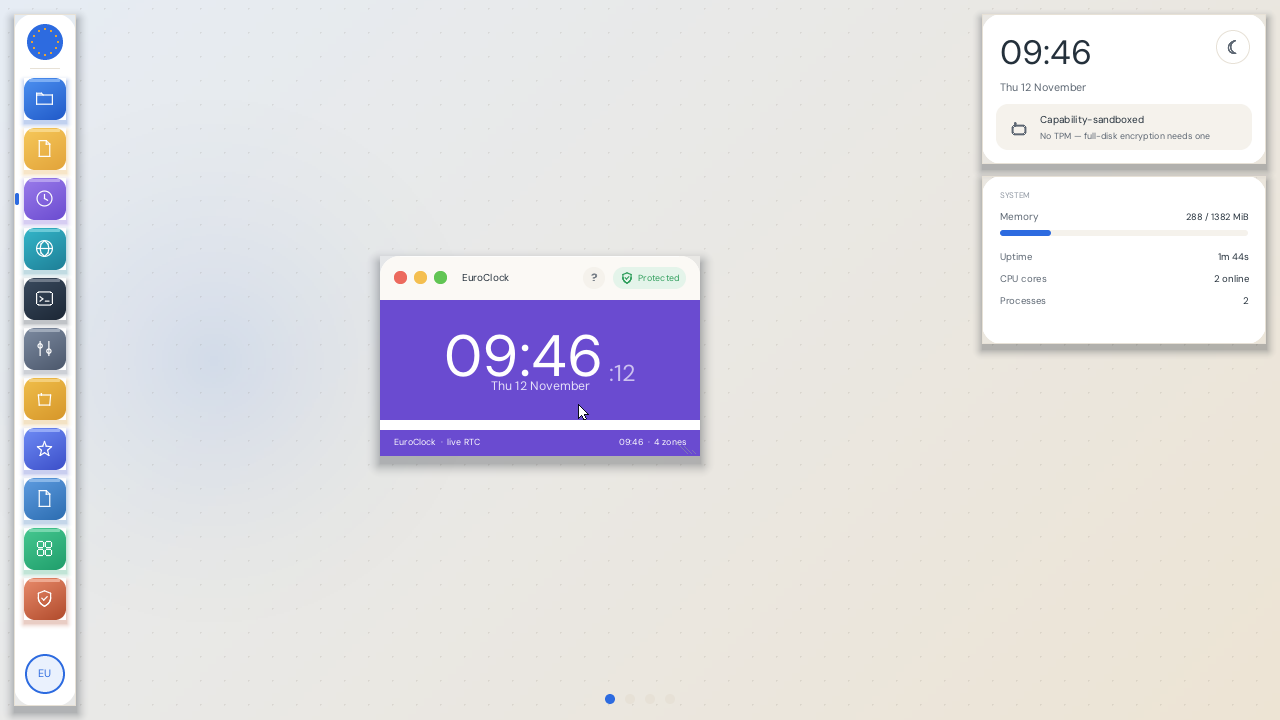 09:46
Thu 12 November
Capability-sandboxed
No TPM — full-disk encryption needs one
SYSTEM
Memory 288 / 1382 MiB
Uptime 1m 44s
CPU cores 2 online
Processes 2
EuroClock ? Protected
09:46 :12
Thu 12 November
EuroClock · live RTC 09:46 · 4 zones
EU